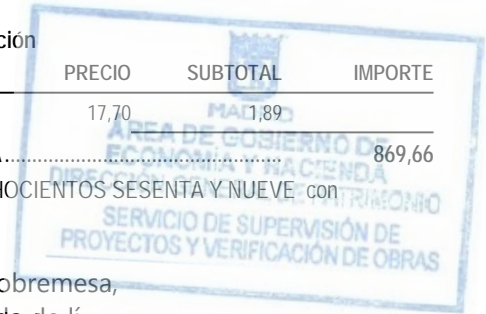 ción
PRECIO SUBTOTAL IMPORTE
17,70 1,89
MADRID
ÁREA DE GOBIERNO DE
A.................................................... 869,66
ECONOMÍA Y HACIENDA
DIRECCIÓN GENERAL DE PATRIMONIO
HOCIENTOS SESENTA Y NUEVE con
SERVICIO DE SUPERVISIÓN DE
PROYECTOS Y VERIFICACIÓN DE OBRAS
obremesa,